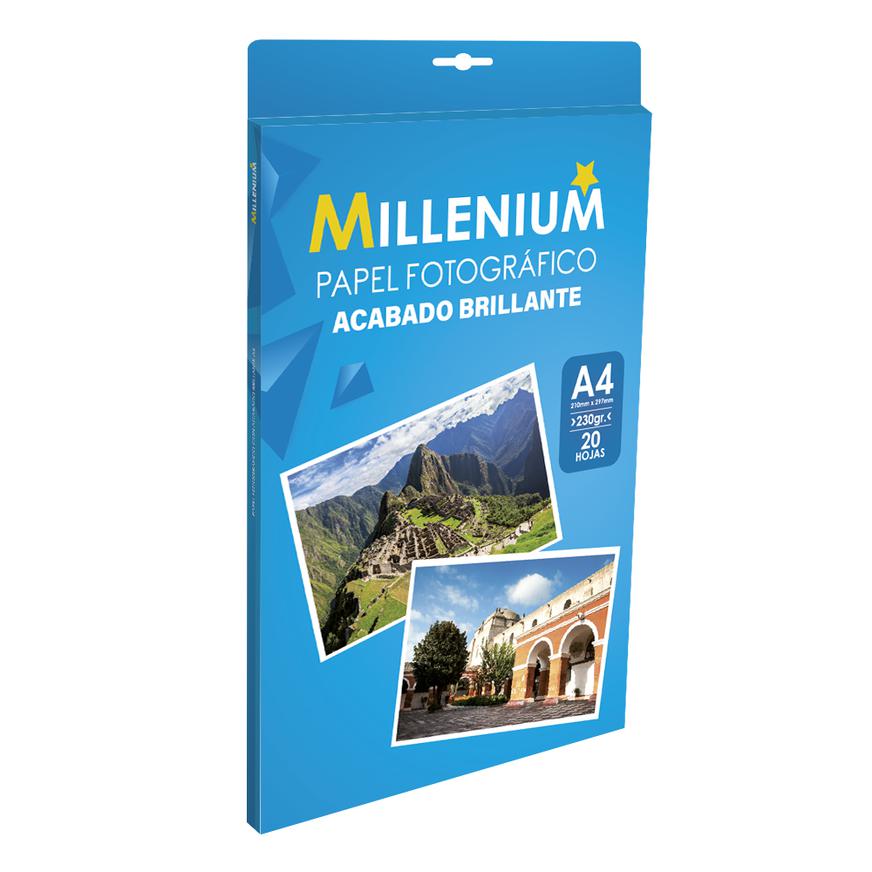 MILLENIUM
PAPEL FOTOGRÁFICO
ACABADO BRILLANTE
A4
210mm x 297mm
>230gr.<
20
HOJAS
MILLENIUM